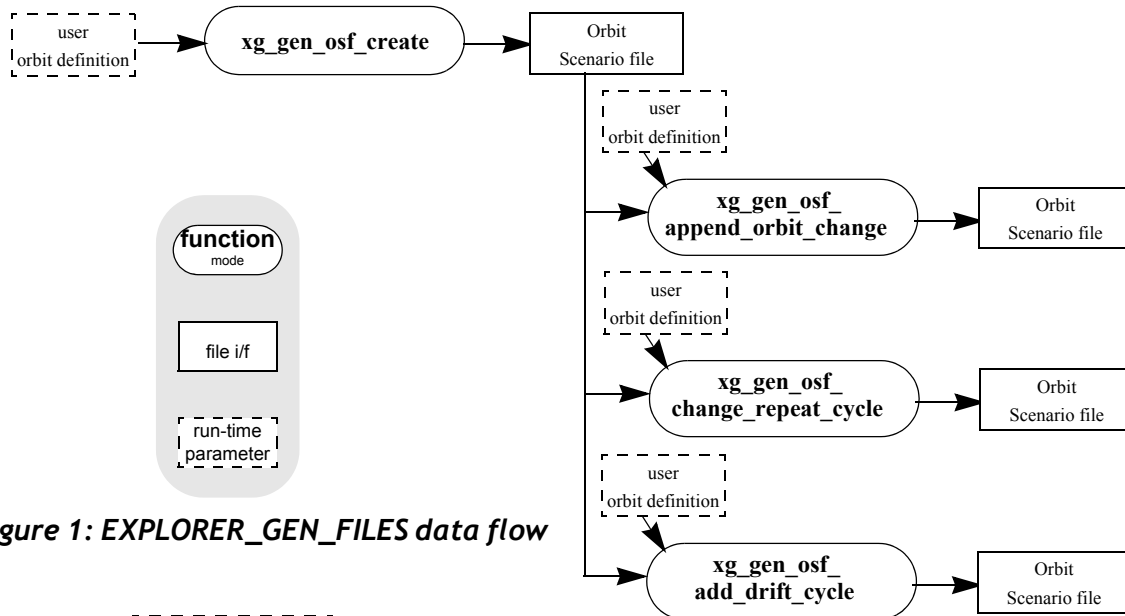 user
orbit definition
xg_gen_osf_create
Orbit
Scenario file
user
orbit definition
xg_gen_osf_
append_orbit_change
Orbit
Scenario file
function
mode
file i/f
run-time
parameter
user
orbit definition
xg_gen_osf_
change_repeat_cycle
Orbit
Scenario file
user
orbit definition
xg_gen_osf_
add_drift_cycle
Orbit
Scenario file
gure 1: EXPLORER_GEN_FILES data flow